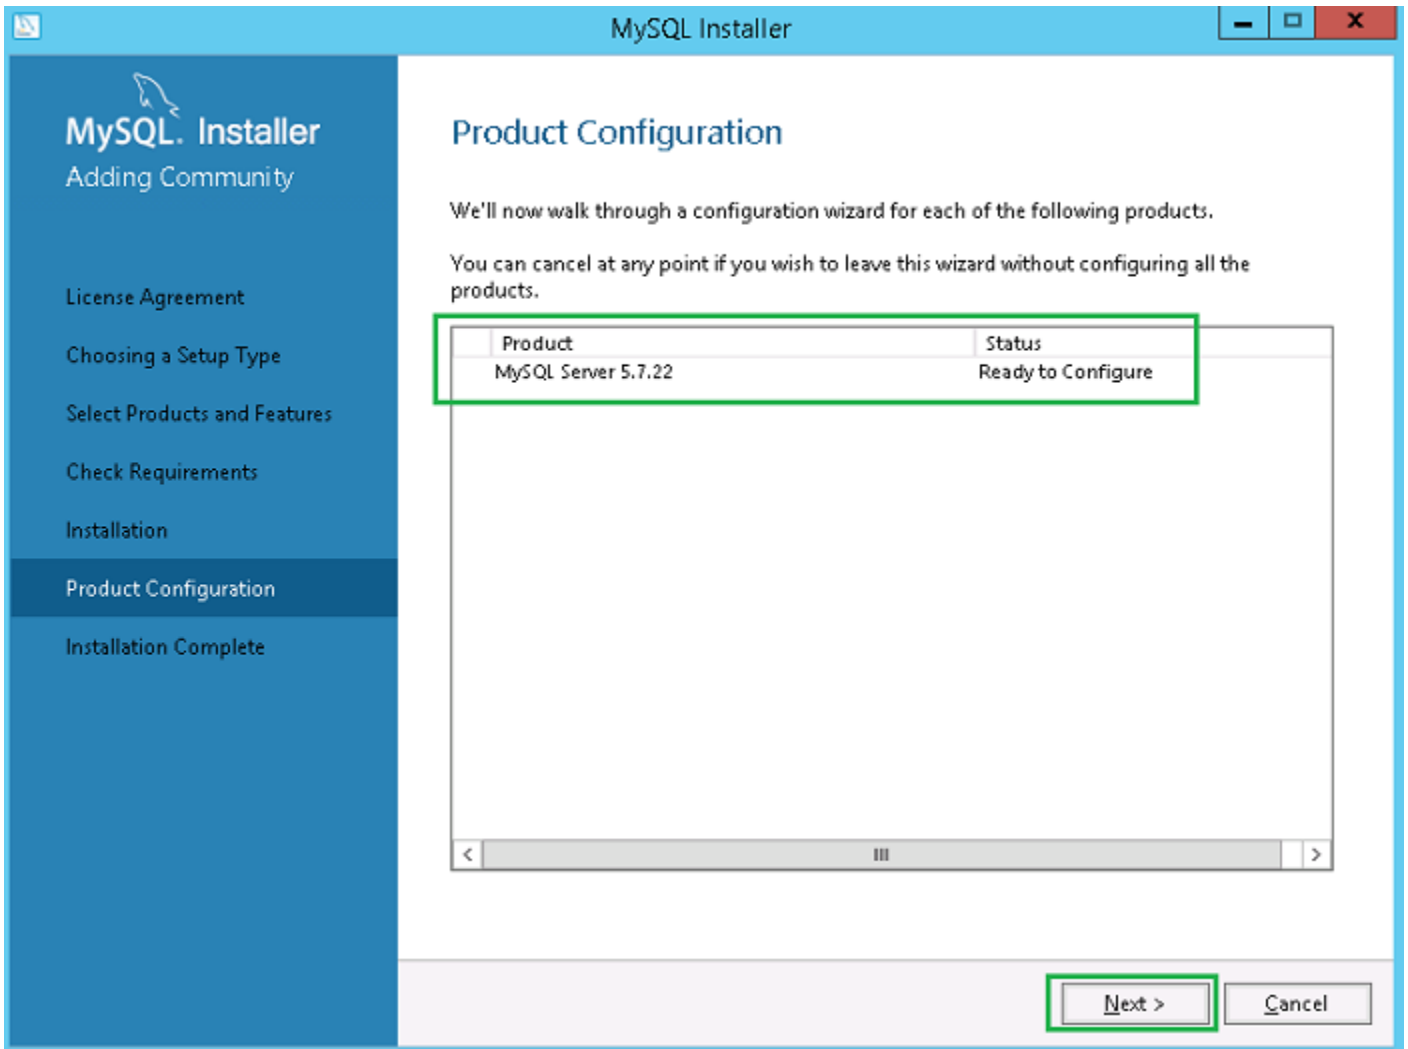 MySQL Installer
MySQL. Installer
Adding Community
License Agreement
Choosing a Setup Type
Select Products and Features
Check Requirements
Installation
Product Configuration
Installation Complete
Product Configuration
We'll now walk through a configuration wizard for each of the following products.
You can cancel at any point if you wish to leave this wizard without configuring all the
products.
Product Status
MySQL Server 5.7.22 Ready to Configure
Next > Cancel